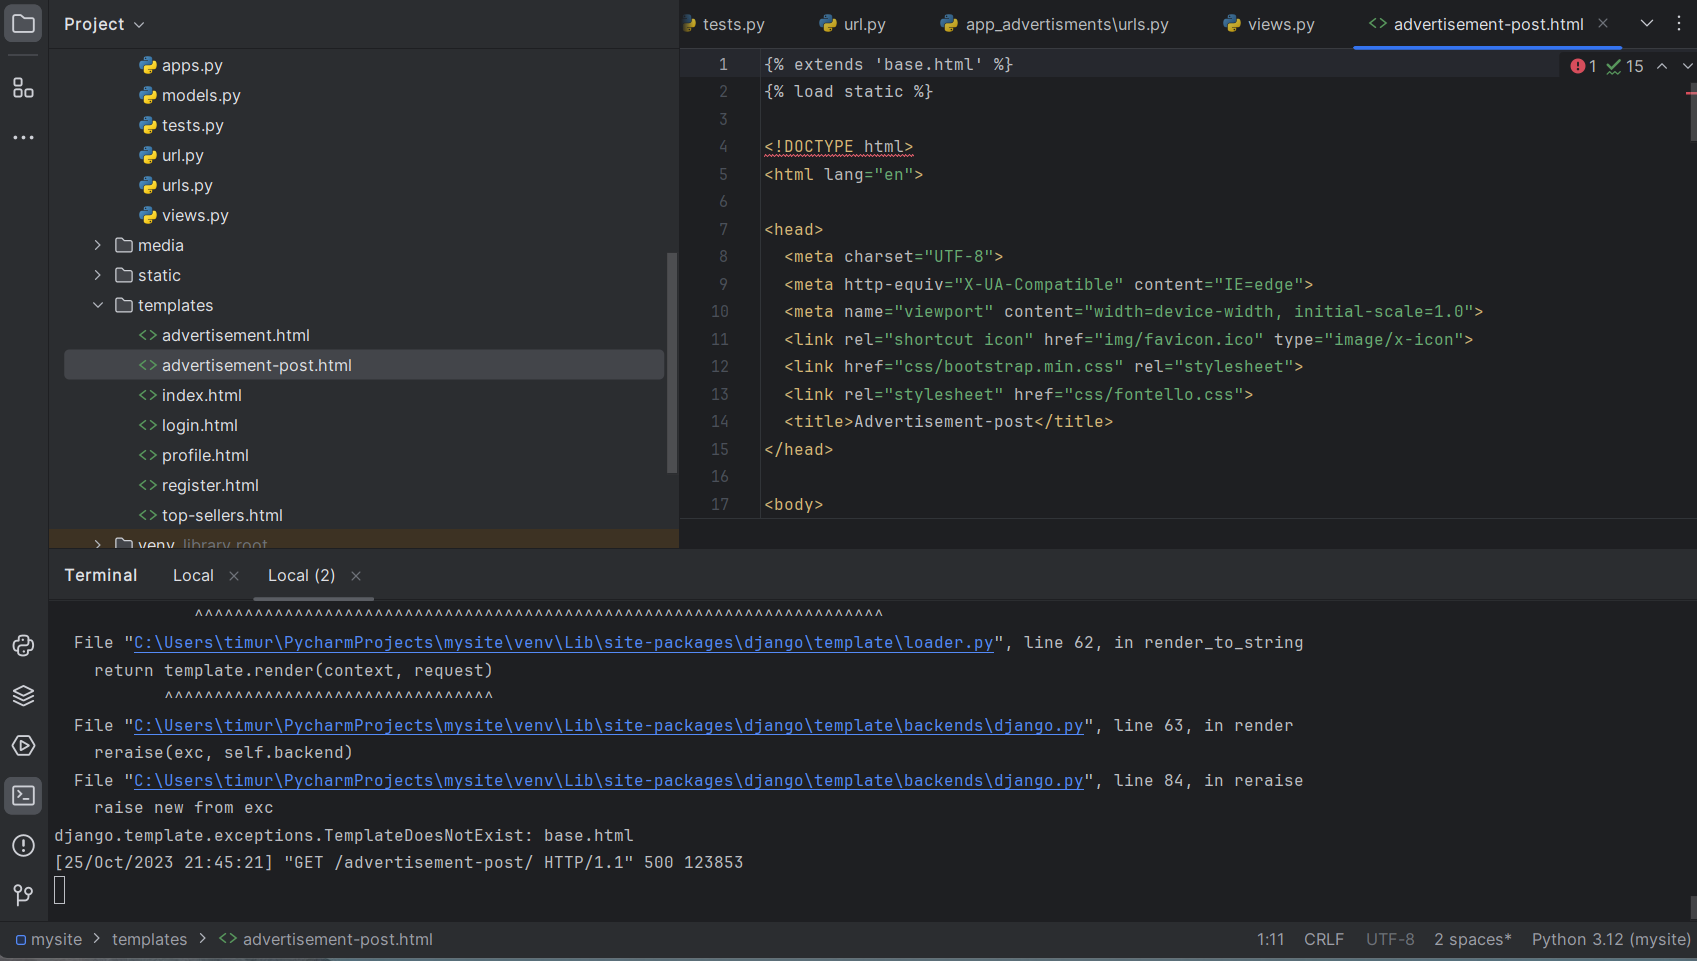 Project
apps.py
models.py
tests.py
url.py
urls.py
views.py
media
static
templates
advertisement.html
advertisement-post.html
index.html
login.html
profile.html
register.html
top-sellers.html
venv library root
tests.py url.py app_advertisments\urls.py views.py advertisement-post.html
1 {% extends 'base.html' %} 1 15
2 {% load static %}
3
4 <!DOCTYPE html>
5 <html lang="en">
6
7 <head>
8 <meta charset="UTF-8">
9 <meta http-equiv="X-UA-Compatible" content="IE=edge">
10 <meta name="viewport" content="width=device-width, initial-scale=1.0">
11 <link rel="shortcut icon" href="img/favicon.ico" type="image/x-icon">
12 <link href="css/bootstrap.min.css" rel="stylesheet">
13 <link rel="stylesheet" href="css/fontello.css">
14 <title>Advertisement-post</title>
15 </head>
16
17 <body>
Terminal Local Local (2)
^^^^^^^^^^^^^^^^^^^^^^^^^^^^^^^^^^^^^^^^^^^^^^^^^^^^^^^^^^^^^^^^^^^^^
File "C:\Users\timur\PycharmProjects\mysite\venv\Lib\site-packages\django\template\loader.py", line 62, in render_to_string
return template.render(context, request)
^^^^^^^^^^^^^^^^^^^^^^^^^^^^^^^^^
File "C:\Users\timur\PycharmProjects\mysite\venv\Lib\site-packages\django\template\backends\django.py", line 63, in render
reraise(exc, self.backend)
File "C:\Users\timur\PycharmProjects\mysite\venv\Lib\site-packages\django\template\backends\django.py", line 84, in reraise
raise new from exc
django.template.exceptions.TemplateDoesNotExist: base.html
[25/Oct/2023 21:45:21] "GET /advertisement-post/ HTTP/1.1" 500 123853
mysite > templates > advertisement-post.html 1:11 CRLF UTF-8 2 spaces* Python 3.12 (mysite)